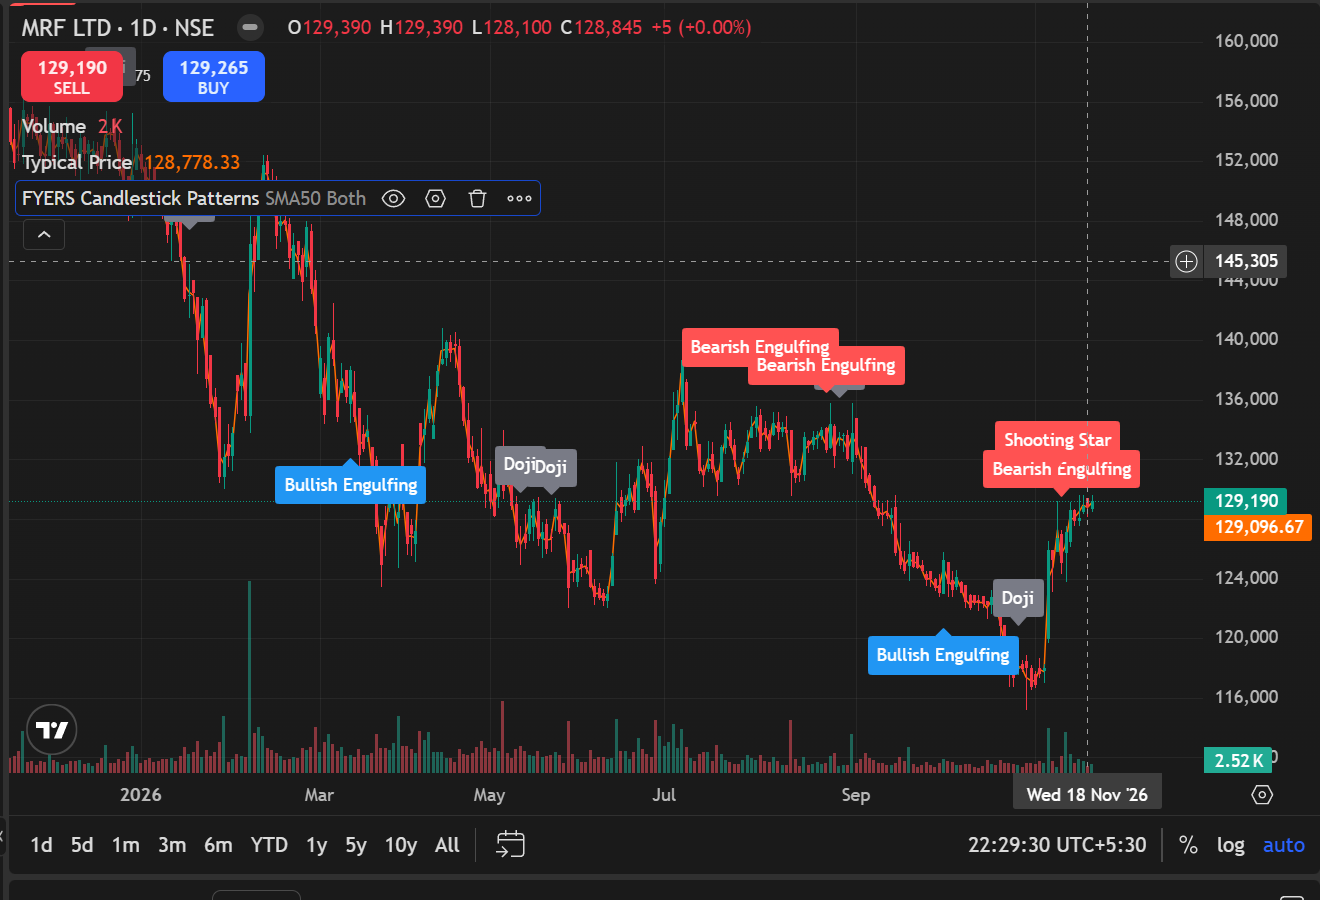 MRF LTD · 1D · NSE O129,390 H129,390 L128,100 C128,845 +5 (+0.00%)
129,190 SELL
75
129,265 BUY
Volume 2 K
Typical Price 128,778.33
FYERS Candlestick Patterns SMA50 Both
160,000
156,000
152,000
148,000
145,305
144,000
140,000
136,000
132,000
129,190
129,096.67
124,000
120,000
116,000
2.52 K
Bearish Engulfing
Bearish Engulfing
Shooting Star
Bearish Engulfing
Doji
Doji
Bullish Engulfing
Doji
Bullish Engulfing
2026 Mar May Jul Sep Wed 18 Nov '26
1d 5d 1m 3m 6m YTD 1y 5y 10y All 22:29:30 UTC+5:30 % log auto